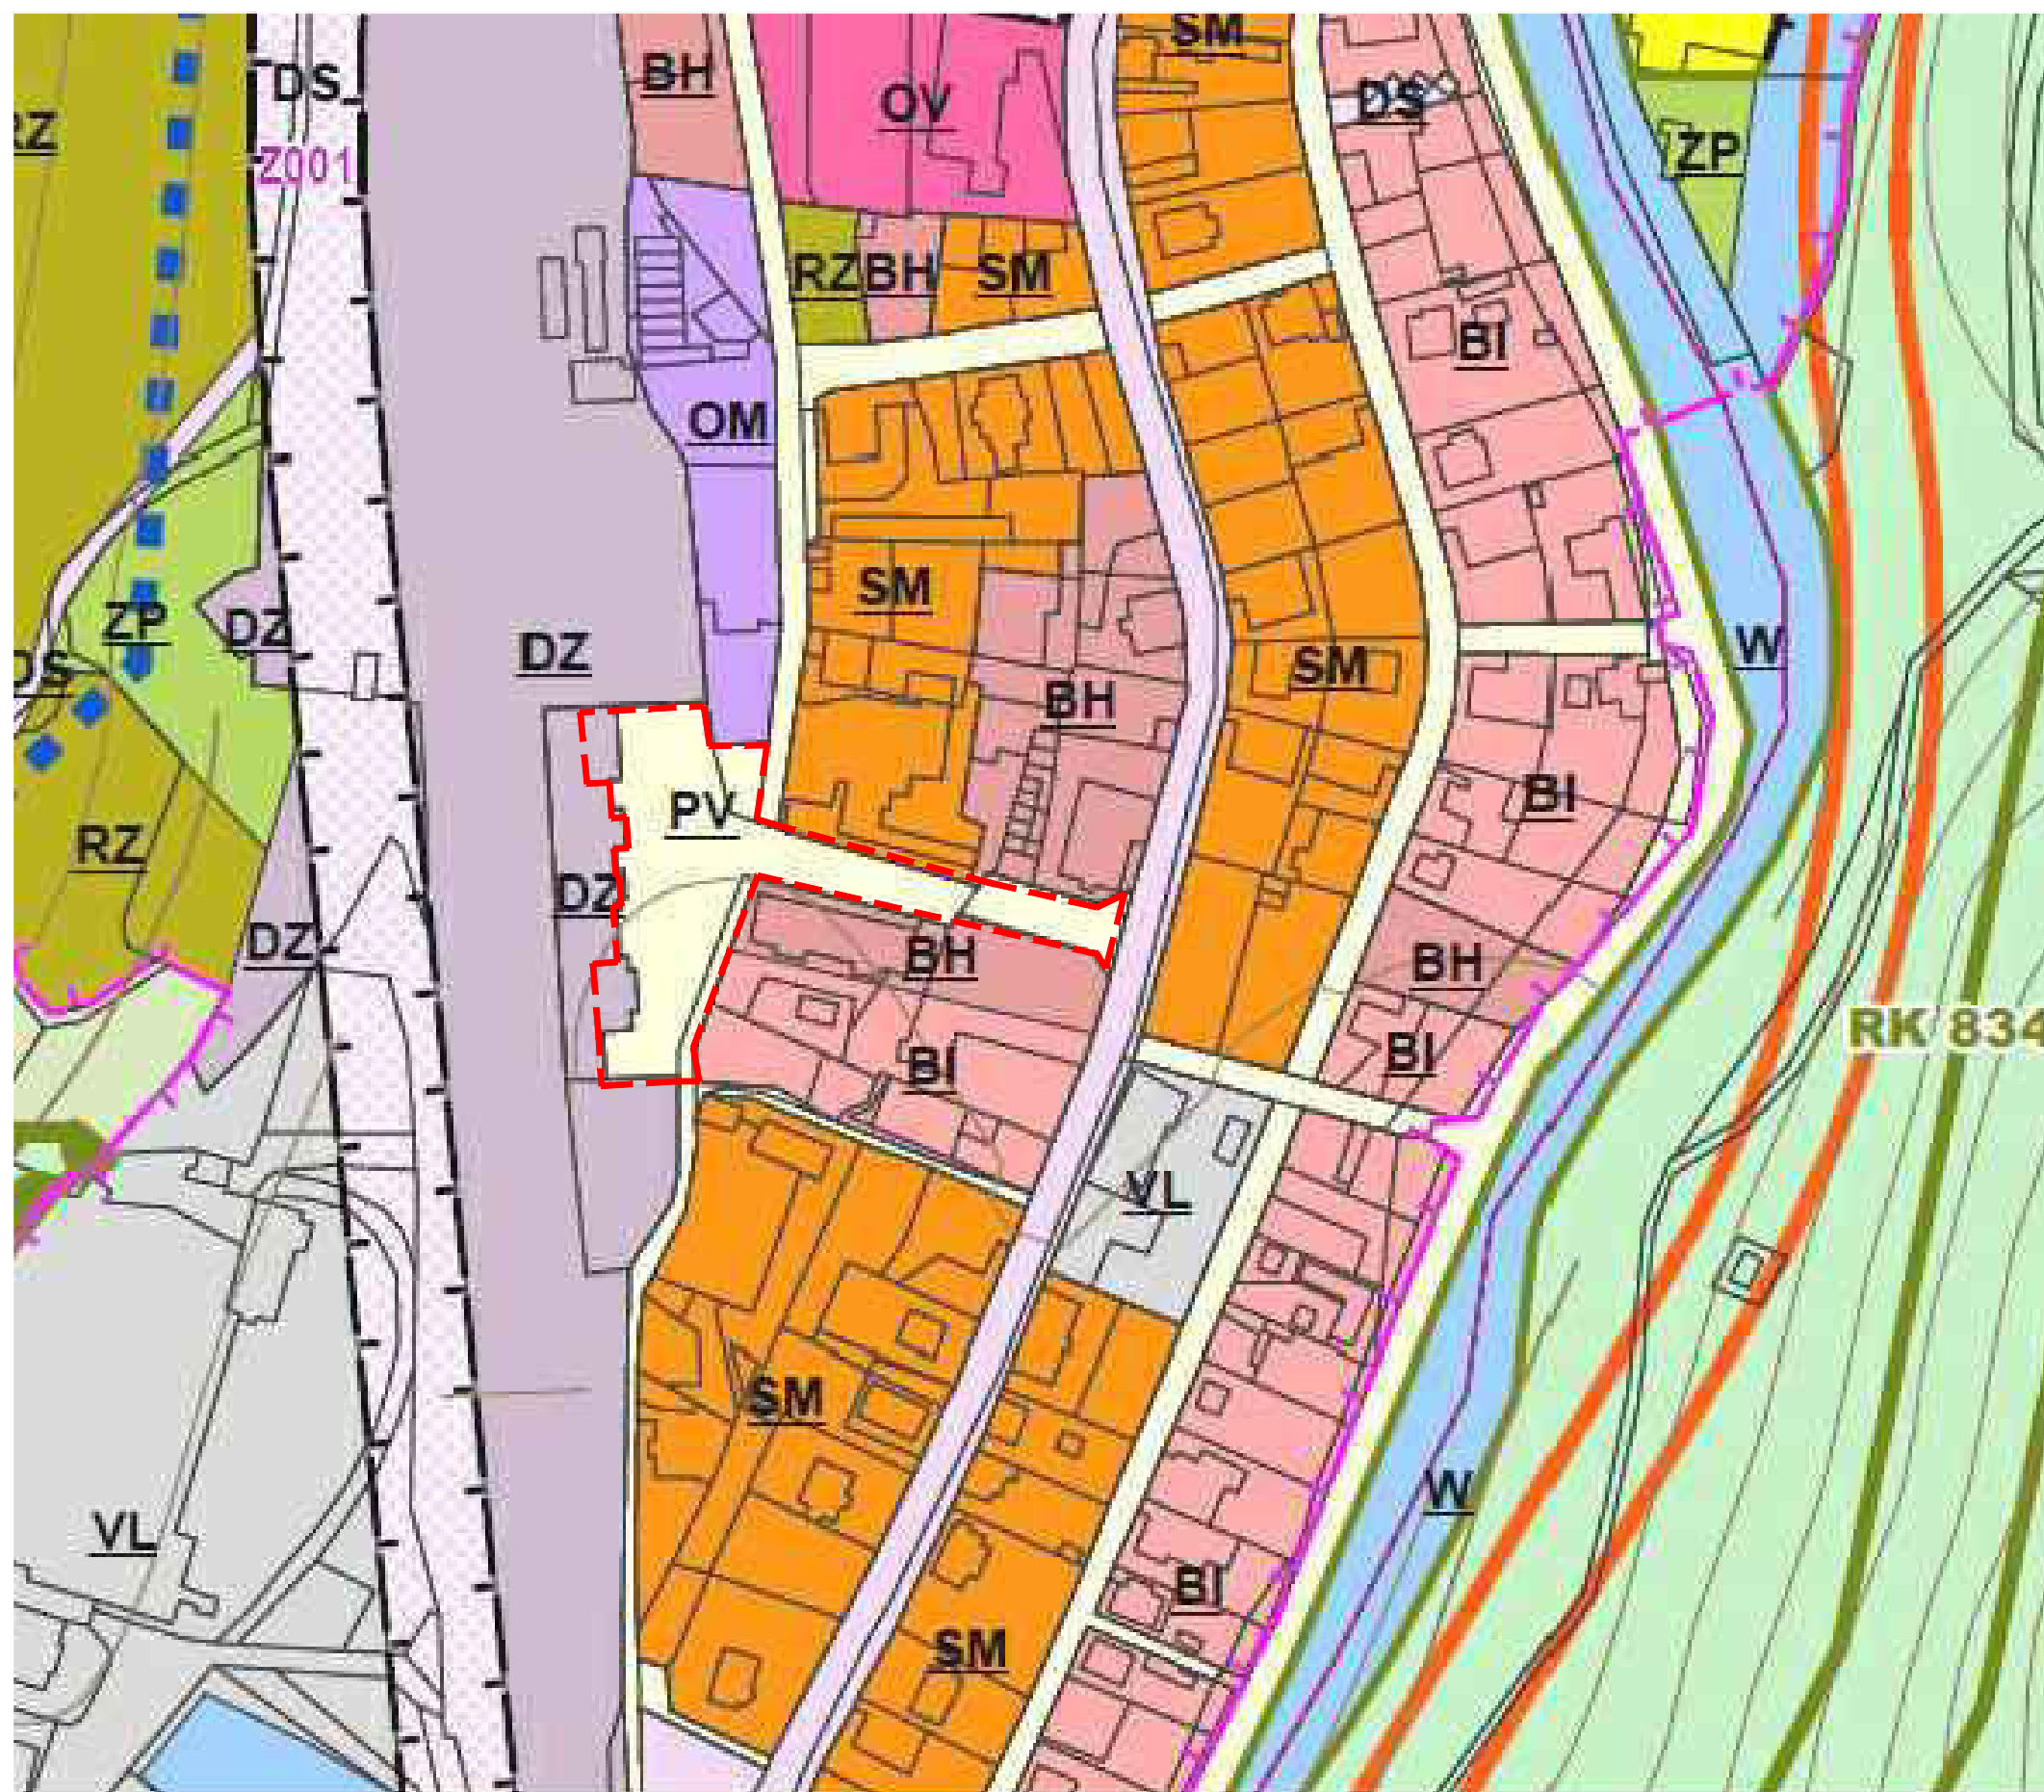 SM
BH
DS
OV
DS
RZ
ZP
Z001
RZ
BH
SM
BI
OM
SM
ZP
DZ
DZ
W
DS
SM
BH
BI
PV
RZ
DZ
DZ
BH
BH
RK 834
BI
BI
VL
SM
W
VL
BI
SM